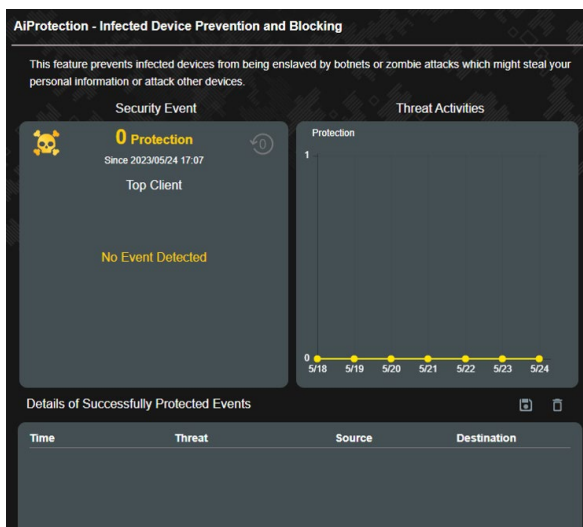 AiProtection - Infected Device Prevention and Blocking
This feature prevents infected devices from being enslaved by botnets or zombie attacks which might steal your
personal information or attack other devices.
Security Event
0 Protection
Since 2023/05/24 17:07
0
Top Client
No Event Detected
Threat Activities
Protection
1
0
5/18 5/19 5/20 5/21 5/22 5/23 5/24
Details of Successfully Protected Events
Time Threat Source Destination